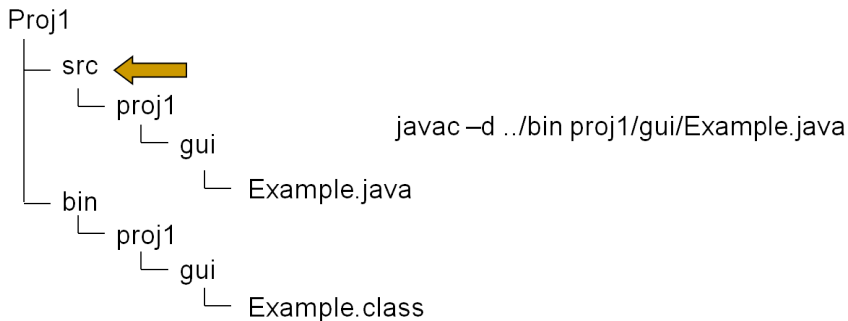 Proj1
src
proj1
javac –d ../bin proj1/gui/Example.java
gui
Example.java
bin
proj1
gui
Example.class